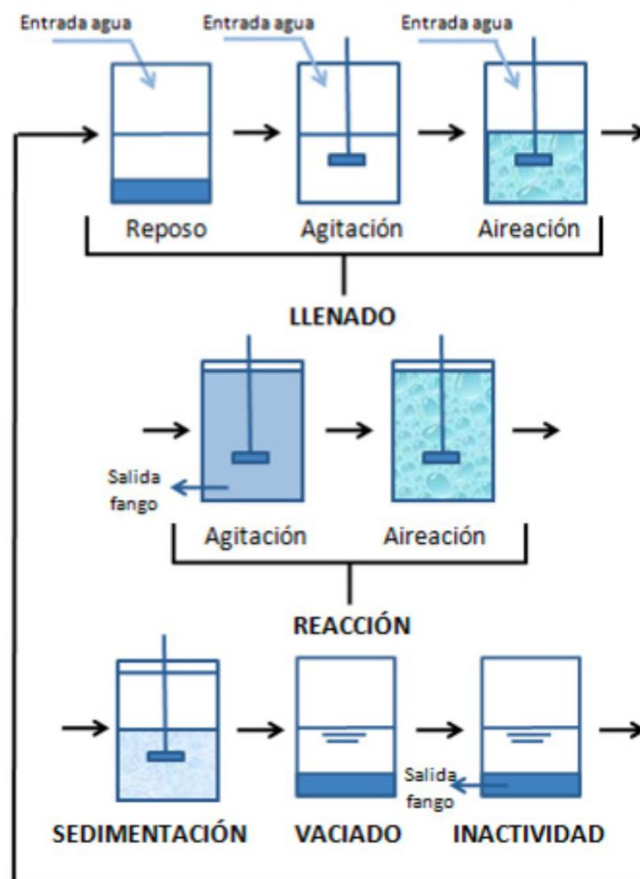 Entrada agua
Entrada agua
Entrada agua
Reposo
Agitación
Aireación
LLENADO
Salida
fango
Agitación
Aireación
REACCIÓN
Salida
fango
SEDIMENTACIÓN
VACIADO
INACTIVIDAD